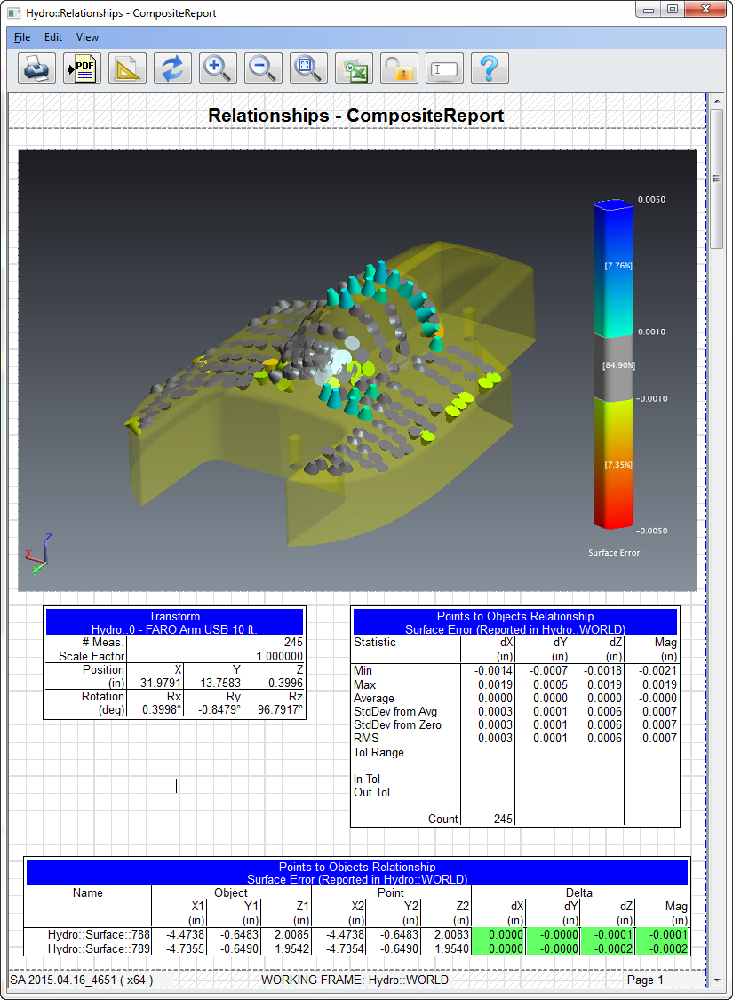 Hydro::Relationships - CompositeReport
File Edit View
PDF
Relationships - CompositeReport
0.0050
[7.76%]
0.0010
[84.90%]
-0.0010
[7.35%]
-0.0050
Surface Error
Z
X
Y
Transform
Hydro::0 - FARO Arm USB 10 ft.
# Meas. 245
Scale Factor 1.000000
Position X Y Z
(in) 31.9791 13.7583 -0.3996
Rotation Rx Ry Rz
(deg) 0.3998° -0.8479° 96.7917°
Points to Objects Relationship
Surface Error (Reported in Hydro::WORLD)
Statistic dX dY dZ Mag
(in) (in) (in) (in)
Min -0.0014 -0.0007 -0.0018 -0.0021
Max 0.0019 0.0005 0.0019 0.0019
Average 0.0000 0.0000 0.0000 -0.0000
StdDev from Avg 0.0003 0.0001 0.0006 0.0007
StdDev from Zero 0.0003 0.0001 0.0006 0.0007
RMS 0.0003 0.0001 0.0006 0.0007
Tol Range
In Tol
Out Tol
Count 245
Points to Objects Relationship
Surface Error (Reported in Hydro::WORLD)
Name Object Point Delta
X1 Y1 Z1 X2 Y2 Z2 dX dY dZ Mag
(in) (in) (in) (in) (in) (in) (in) (in) (in) (in)
Hydro::Surface::788 -4.4738 -0.6483 2.0085 -4.4738 -0.6483 2.0083 0.0000 -0.0000 -0.0001 -0.0001
Hydro::Surface::789 -4.7355 -0.6490 1.9542 -4.7354 -0.6490 1.9540 0.0000 -0.0000 -0.0002 -0.0002
SA 2015.04.16_4651 ( x64 ) WORKING FRAME: Hydro::WORLD Page 1